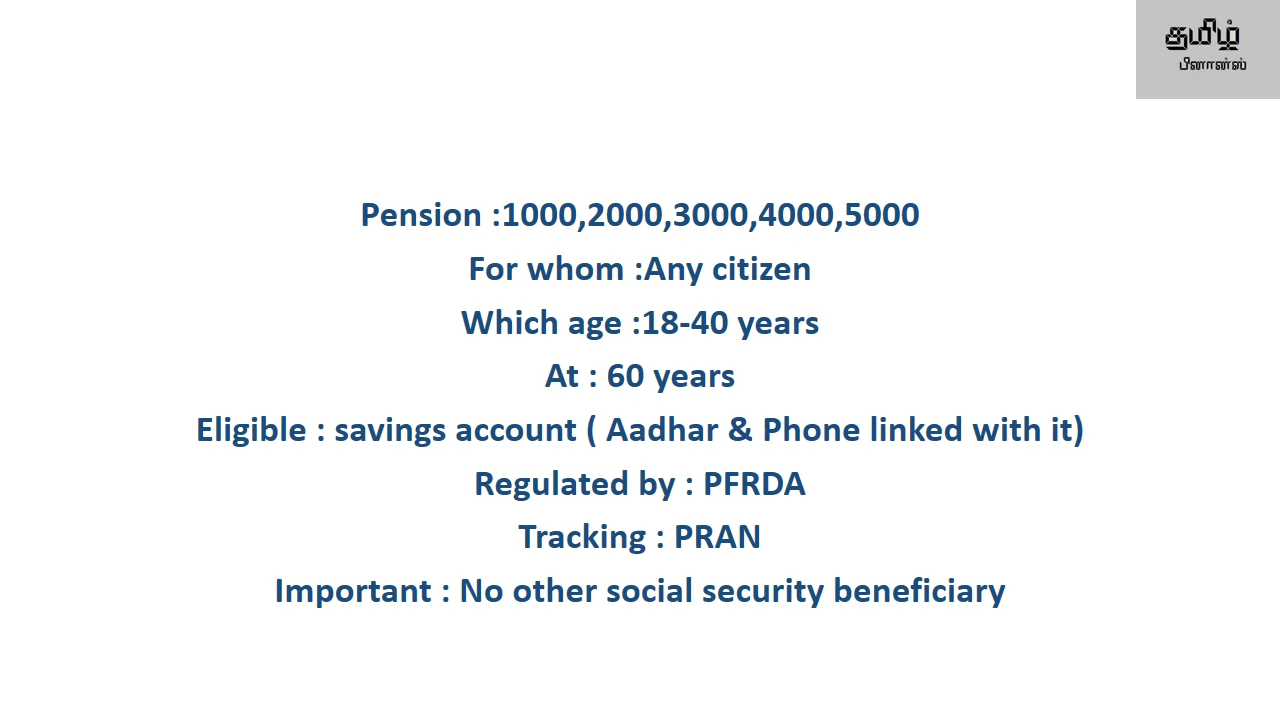 தமிழ்
பீனான்ஸ்
Pension :1000,2000,3000,4000,5000
For whom :Any citizen
Which age :18-40 years
At : 60 years
Eligible : savings account ( Aadhar & Phone linked with it)
Regulated by : PFRDA
Tracking : PRAN
Important : No other social security beneficiary